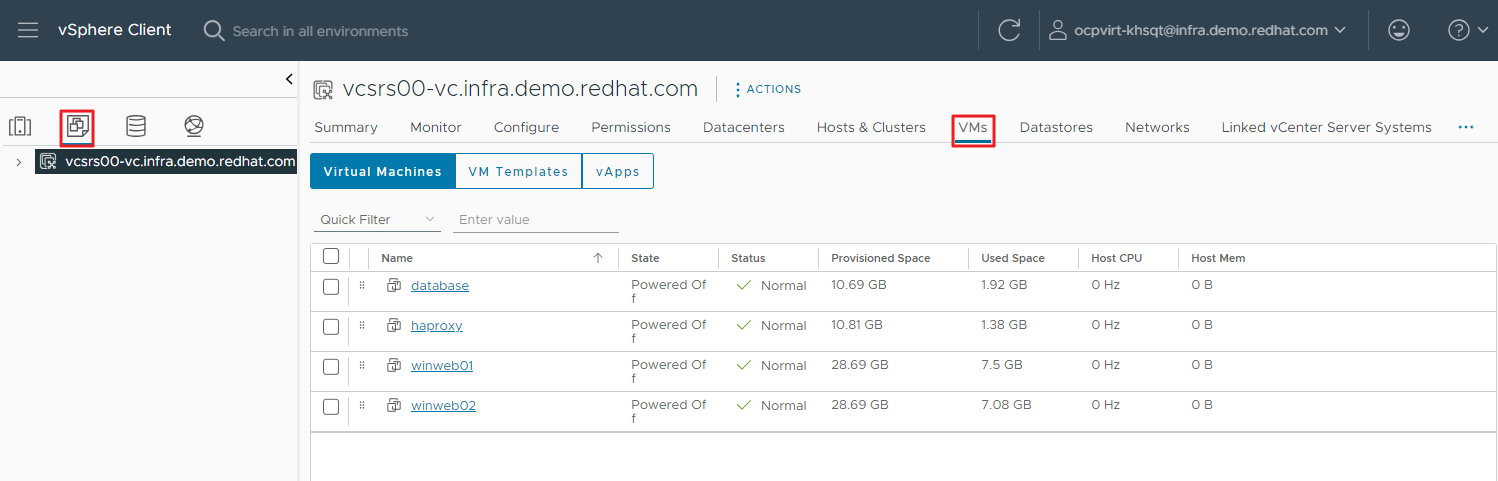 vSphere Client
Search in all environments
ocpvirt-khsqt@infra.demo.redhat.com
vcsrs00-vc.infra.demo.redhat.com
vcsrs00-vc.infra.demo.redhat.com
ACTIONS
Summary Monitor Configure Permissions Datacenters Hosts & Clusters VMs Datastores Networks Linked vCenter Server Systems ...
Virtual Machines VM Templates vApps
Quick Filter Enter value
Name State Status Provisioned Space Used Space Host CPU Host Mem
database Powered Of Normal 10.69 GB 1.92 GB 0 Hz 0 B
f
haproxy Powered Of Normal 10.81 GB 1.38 GB 0 Hz 0 B
f
winweb01 Powered Of Normal 28.69 GB 7.5 GB 0 Hz 0 B
f
winweb02 Powered Of Normal 28.69 GB 7.08 GB 0 Hz 0 B
f